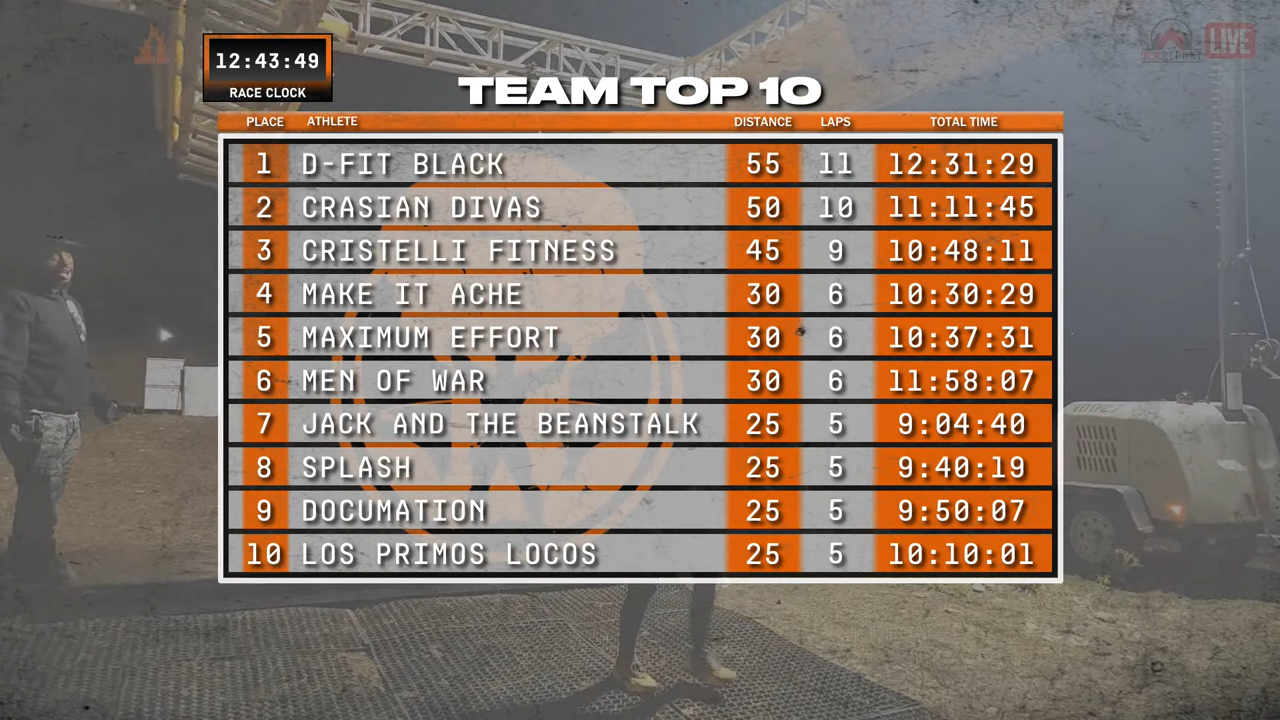 12:43:49
RACE CLOCK
LIVE
TEAM TOP 10
PLACE ATHLETE DISTANCE LAPS TOTAL TIME
1 D-FIT BLACK 55 11 12:31:29
2 CRASIAN DIVAS 50 10 11:11:45
3 CRISTELLI FITNESS 45 9 10:48:11
4 MAKE IT ACHE 30 6 10:30:29
5 MAXIMUM EFFORT 30 6 10:37:31
6 MEN OF WAR 30 6 11:58:07
7 JACK AND THE BEANSTALK 25 5 9:04:40
8 SPLASH 25 5 9:40:19
9 DOCUMATION 25 5 9:50:07
10 LOS PRIMOS LOCOS 25 5 10:10:01